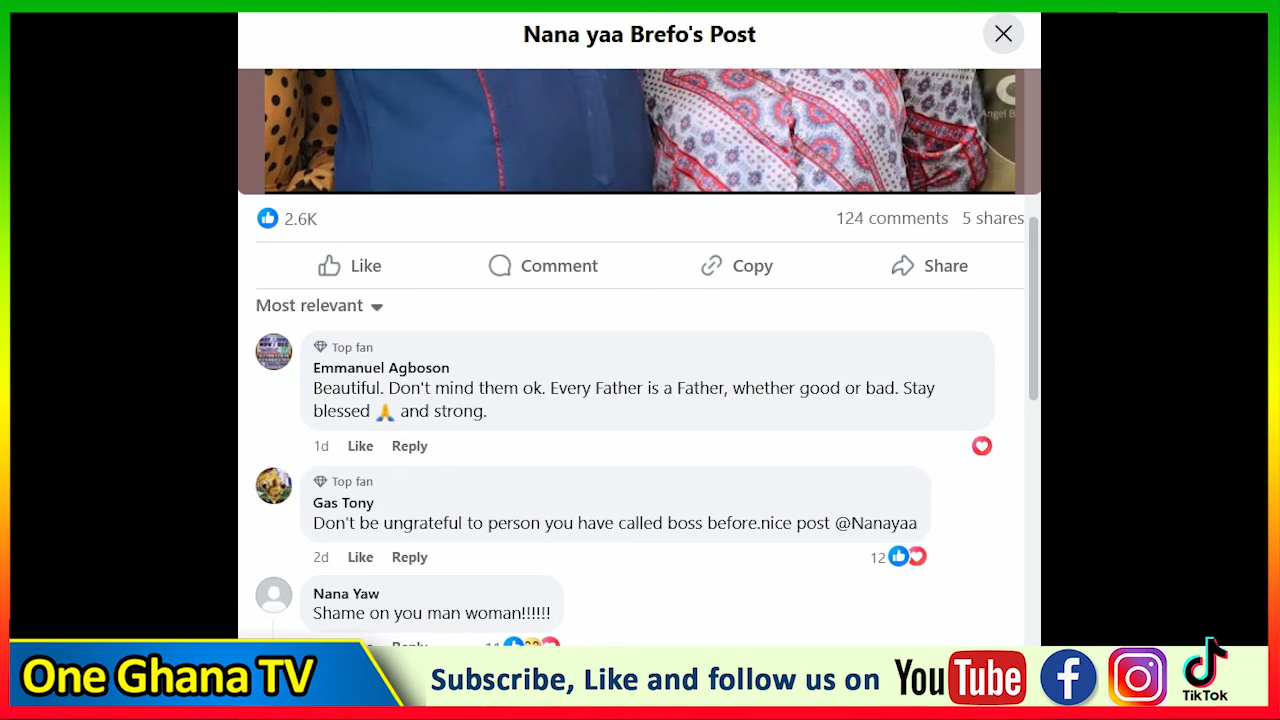 Nana yaa Brefo's Post
Angel B
2.6K
124 comments 5 shares
Like Comment Copy Share
Most relevant
Top fan
Emmanuel Agboson
Beautiful. Don't mind them ok. Every Father is a Father, whether good or bad. Stay
blessed 🙏 and strong.
1d Like Reply
Top fan
Gas Tony
Don't be ungrateful to person you have called boss before.nice post @Nanayaa
2d Like Reply 12
Nana Yaw
Shame on you man woman!!!!!!
Reply 11
One Ghana TV
Subscribe, Like and follow us on YouTube
TikTok